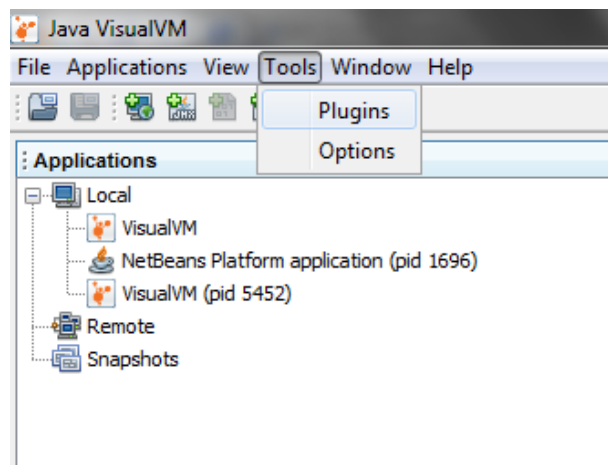 Java VisualVM
File Applications View Tools Window Help
JMX
Plugins
Options
Applications
Local
VisualVM
NetBeans Platform application (pid 1696)
VisualVM (pid 5452)
Remote
Snapshots